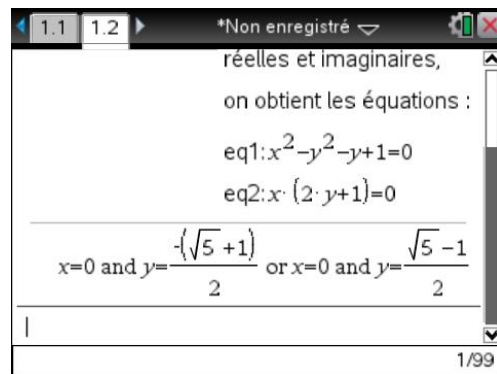 1.1 1.2 *Non enregistré
réelles et imaginaires,
on obtient les équations :
eq1:x²−y²−y+1=0
eq2:x·(2·y+1)=0
x=0 and y=-(√5+1)/2 or x=0 and y=(√5−1)/2
1/99